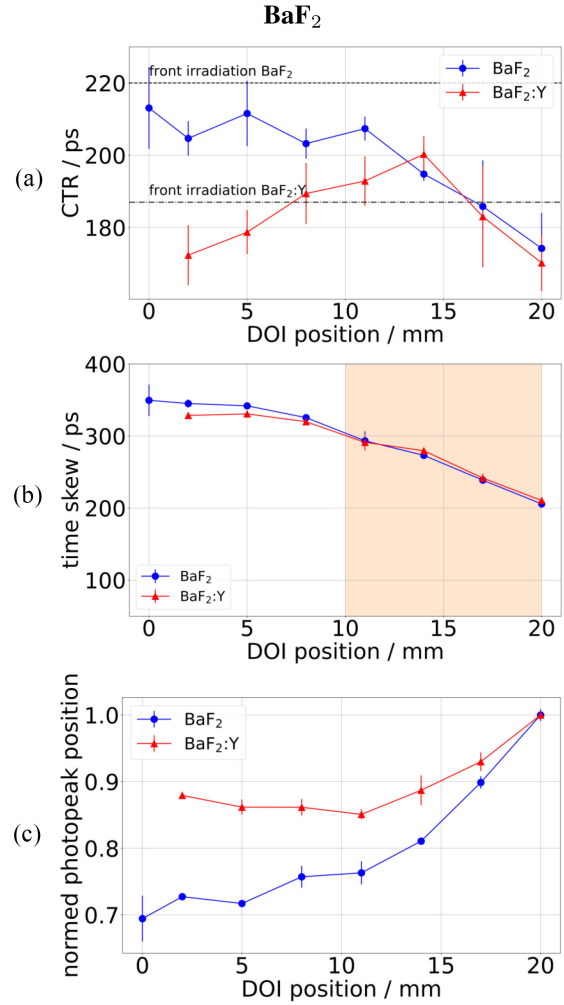 BaF₂
(a)
CTR / ps
220
200
180
front irradiation BaF₂
front irradiation BaF₂:Y
BaF₂
BaF₂:Y
0 5 10 15 20
DOI position / mm
(b)
time skew / ps
400
300
200
100
BaF₂
BaF₂:Y
0 5 10 15 20
DOI position / mm
(c)
normed photopeak position
1.0
0.9
0.8
0.7
BaF₂
BaF₂:Y
0 5 10 15 20
DOI position / mm